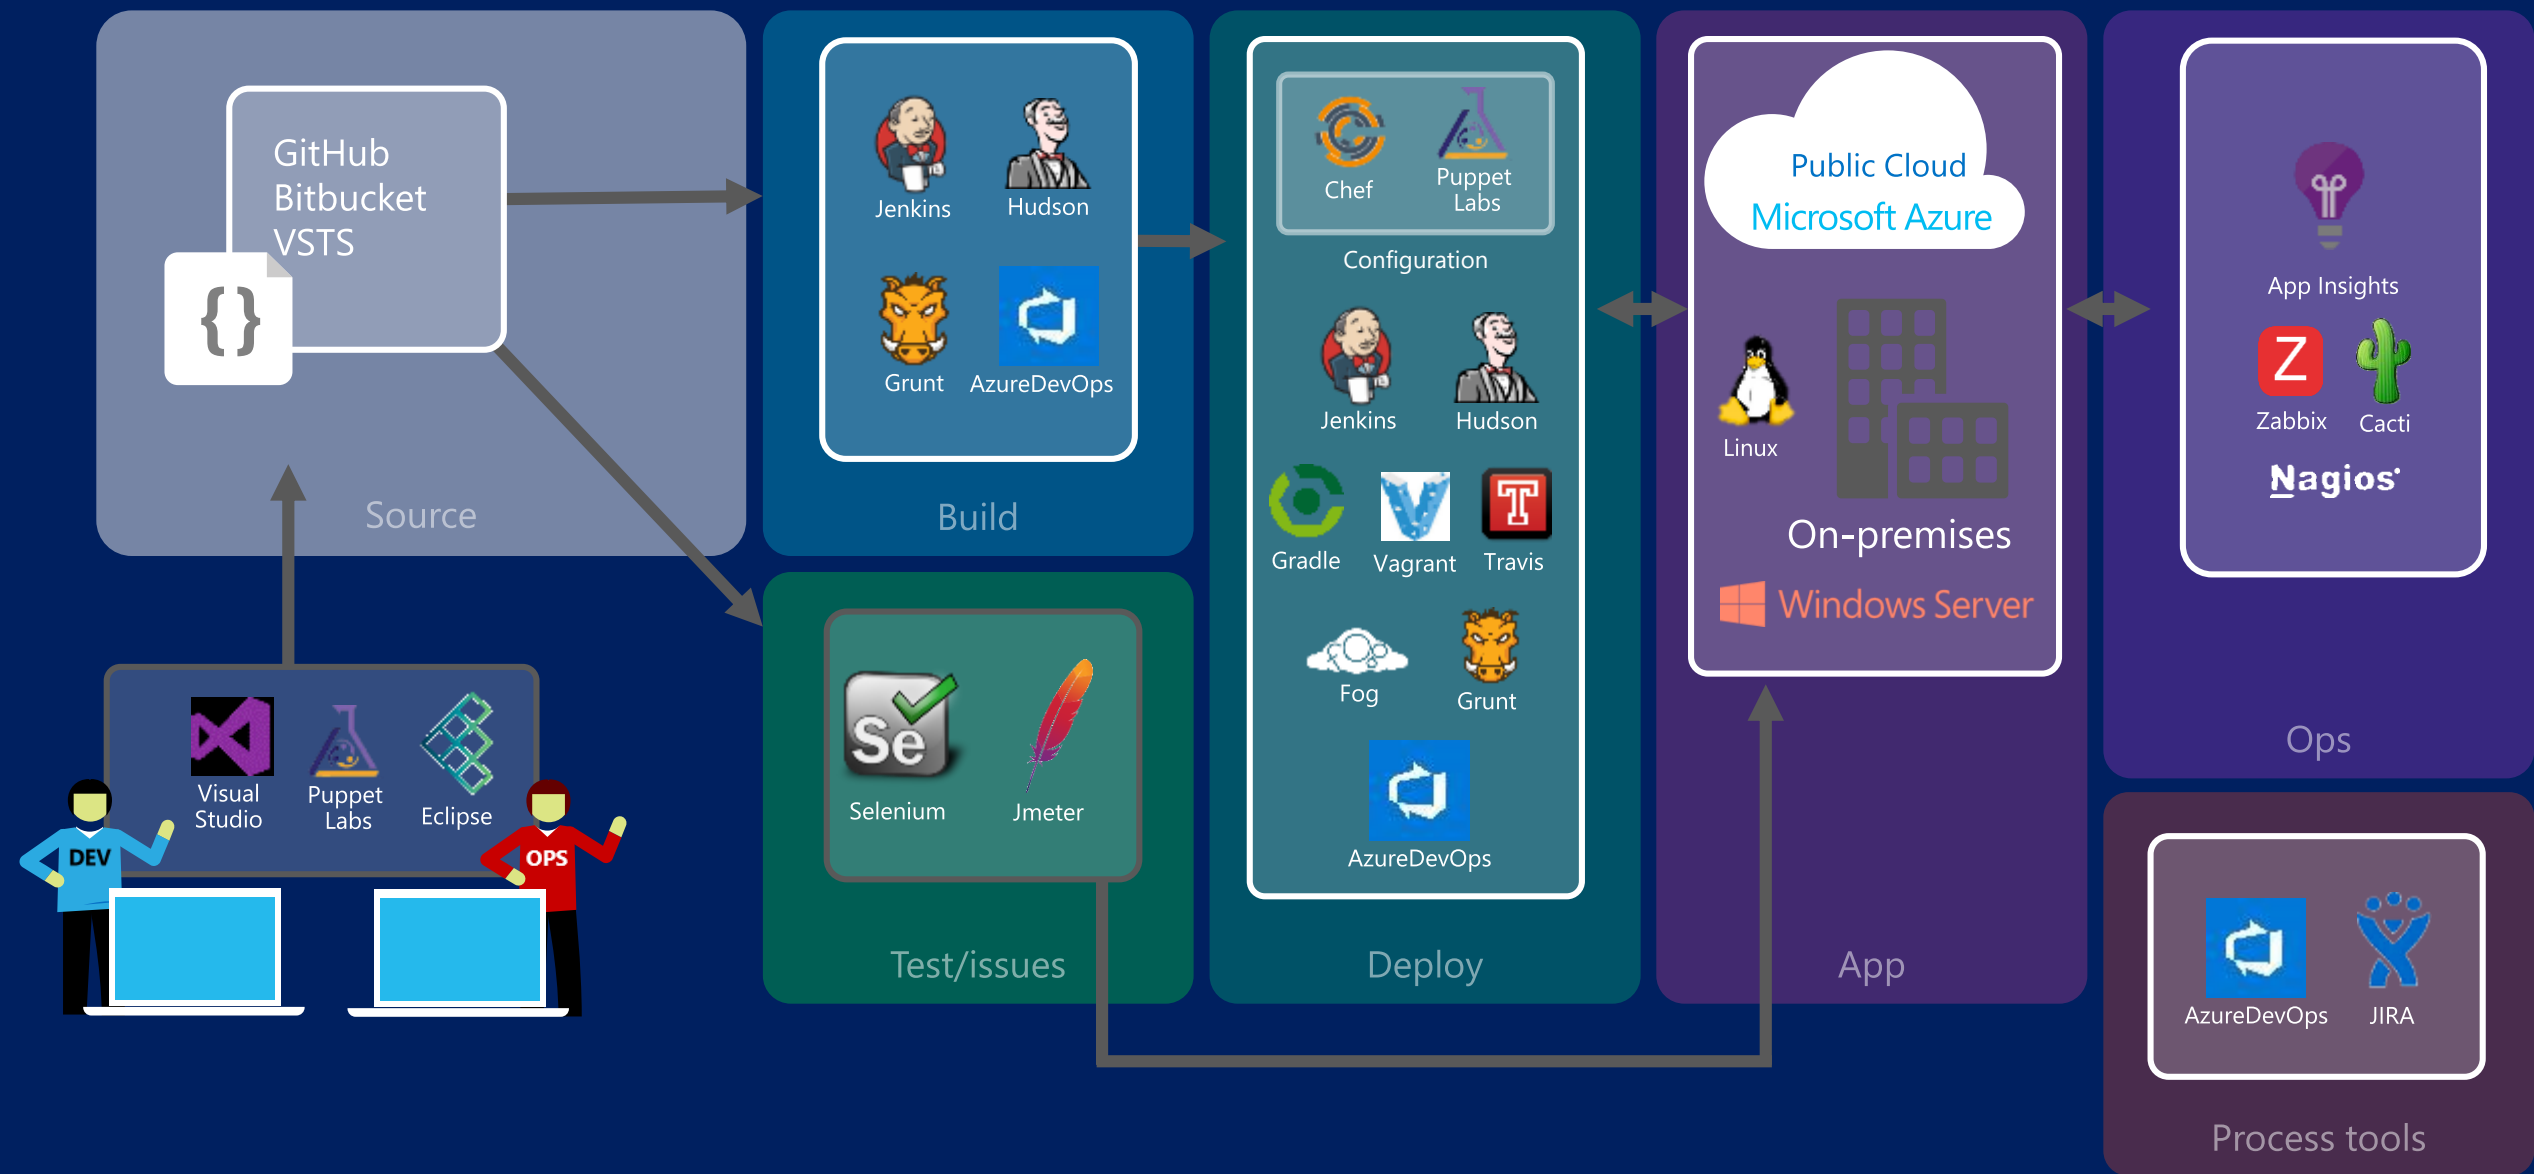 GitHub
Bitbucket
VSTS
{}
Source
Visual
Studio
Puppet
Labs
Eclipse
DEV
OPS
Jenkins
Hudson
Grunt
AzureDevOps
Build
Se
Selenium
Jmeter
Test/issues
Chef
Puppet
Labs
Configuration
Jenkins
Hudson
Gradle
V
Vagrant
T
Travis
Fog
Grunt
AzureDevOps
Deploy
Public Cloud
Microsoft Azure
Linux
On-premises
Windows Server
App
App Insights
Z
Zabbix
Cacti
Nagios
Ops
AzureDevOps
JIRA
Process tools